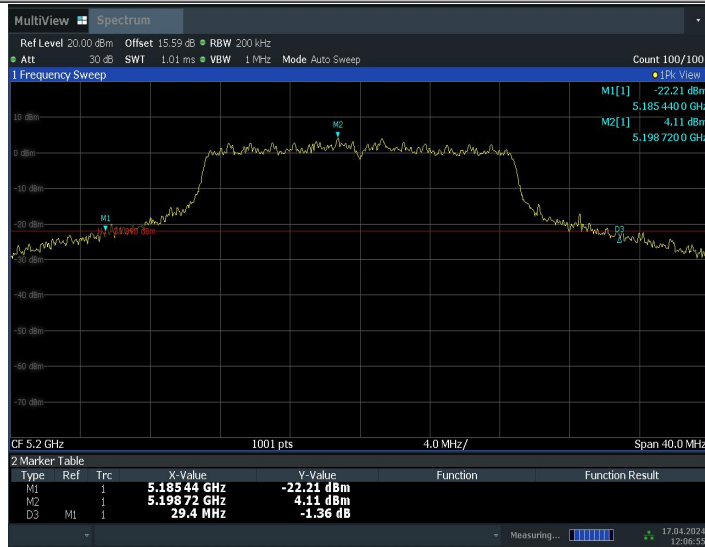 MultiView Spectrum
Ref Level 20.00 dBm Offset 15.59 dB RBW 200 kHz
Att 30 dB SWT 1.01 ms VBW 1 MHz Mode Auto Sweep Count 100/100
1 Frequency Sweep 1Pk View
M1[1] -22.21 dBm
5.185 440 0 GHz
M2[1] 4.11 dBm
5.198 720 0 GHz
10 dBm
M2
0 dBm
-10 dBm
M1
-20 dBm
D3
-30 dBm
-40 dBm
-50 dBm
-60 dBm
-70 dBm
CF 5.2 GHz 1001 pts 4.0 MHz/ Span 40.0 MHz
2 Marker Table
Type Ref Trc X-Value Y-Value Function Function Result
M1 1 5.185 44 GHz -22.21 dBm
M2 1 5.198 72 GHz 4.11 dBm
D3 M1 1 29.4 MHz -1.36 dB
Measuring... 17.04.2024
12:06:55